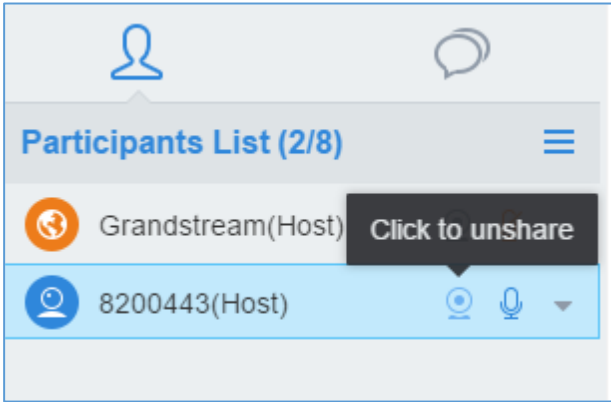 Participants List (2/8)
Grandstream(Host)
Click to unshare
8200443(Host)